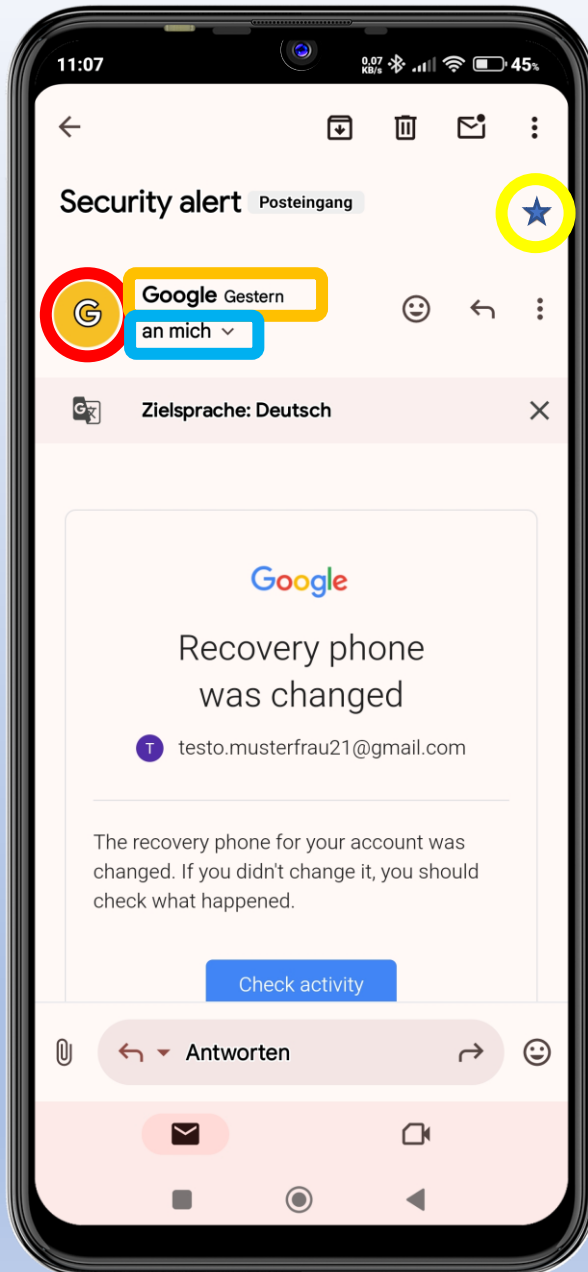 11:07
0,07 KB/s 45%
Security alert Posteingang
G Google Gestern
an mich
Zielsprache: Deutsch
Google
Recovery phone
was changed
T testo.musterfrau21@gmail.com
The recovery phone for your account was
changed. If you didn't change it, you should
check what happened.
Check activity
Antworten